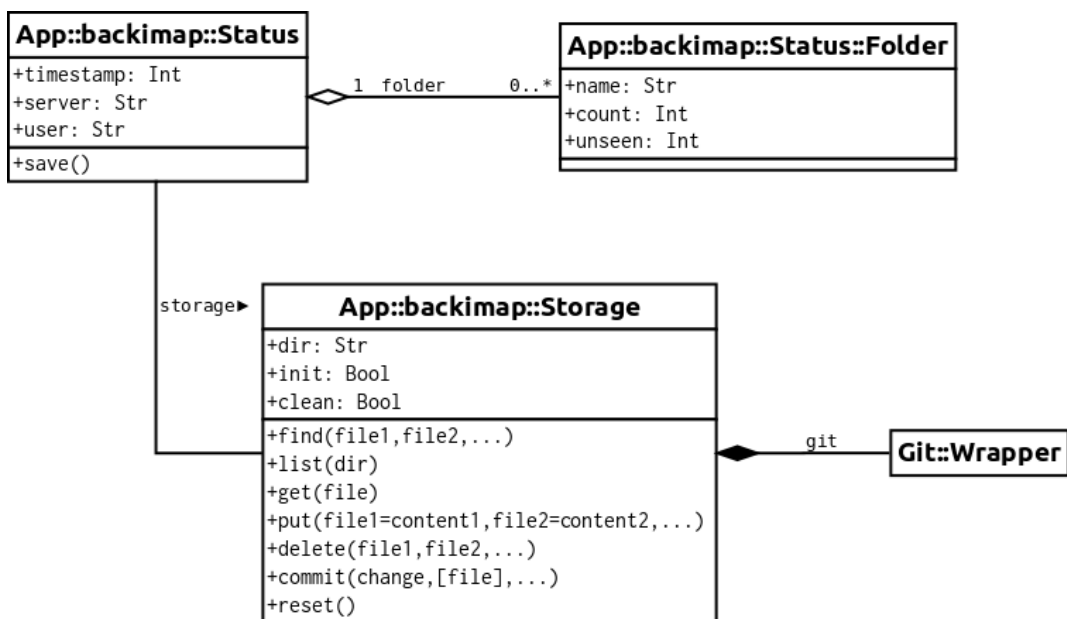 App::backimap::Status
+timestamp: Int
+server: Str
+user: Str
+save()
1 folder 0..*
App::backimap::Status::Folder
+name: Str
+count: Int
+unseen: Int
storage▶
App::backimap::Storage
+dir: Str
+init: Bool
+clean: Bool
+find(file1,file2,...)
+list(dir)
+get(file)
+put(file1=content1,file2=content2,...)
+delete(file1,file2,...)
+commit(change,[file],...)
+reset()
git
Git::Wrapper